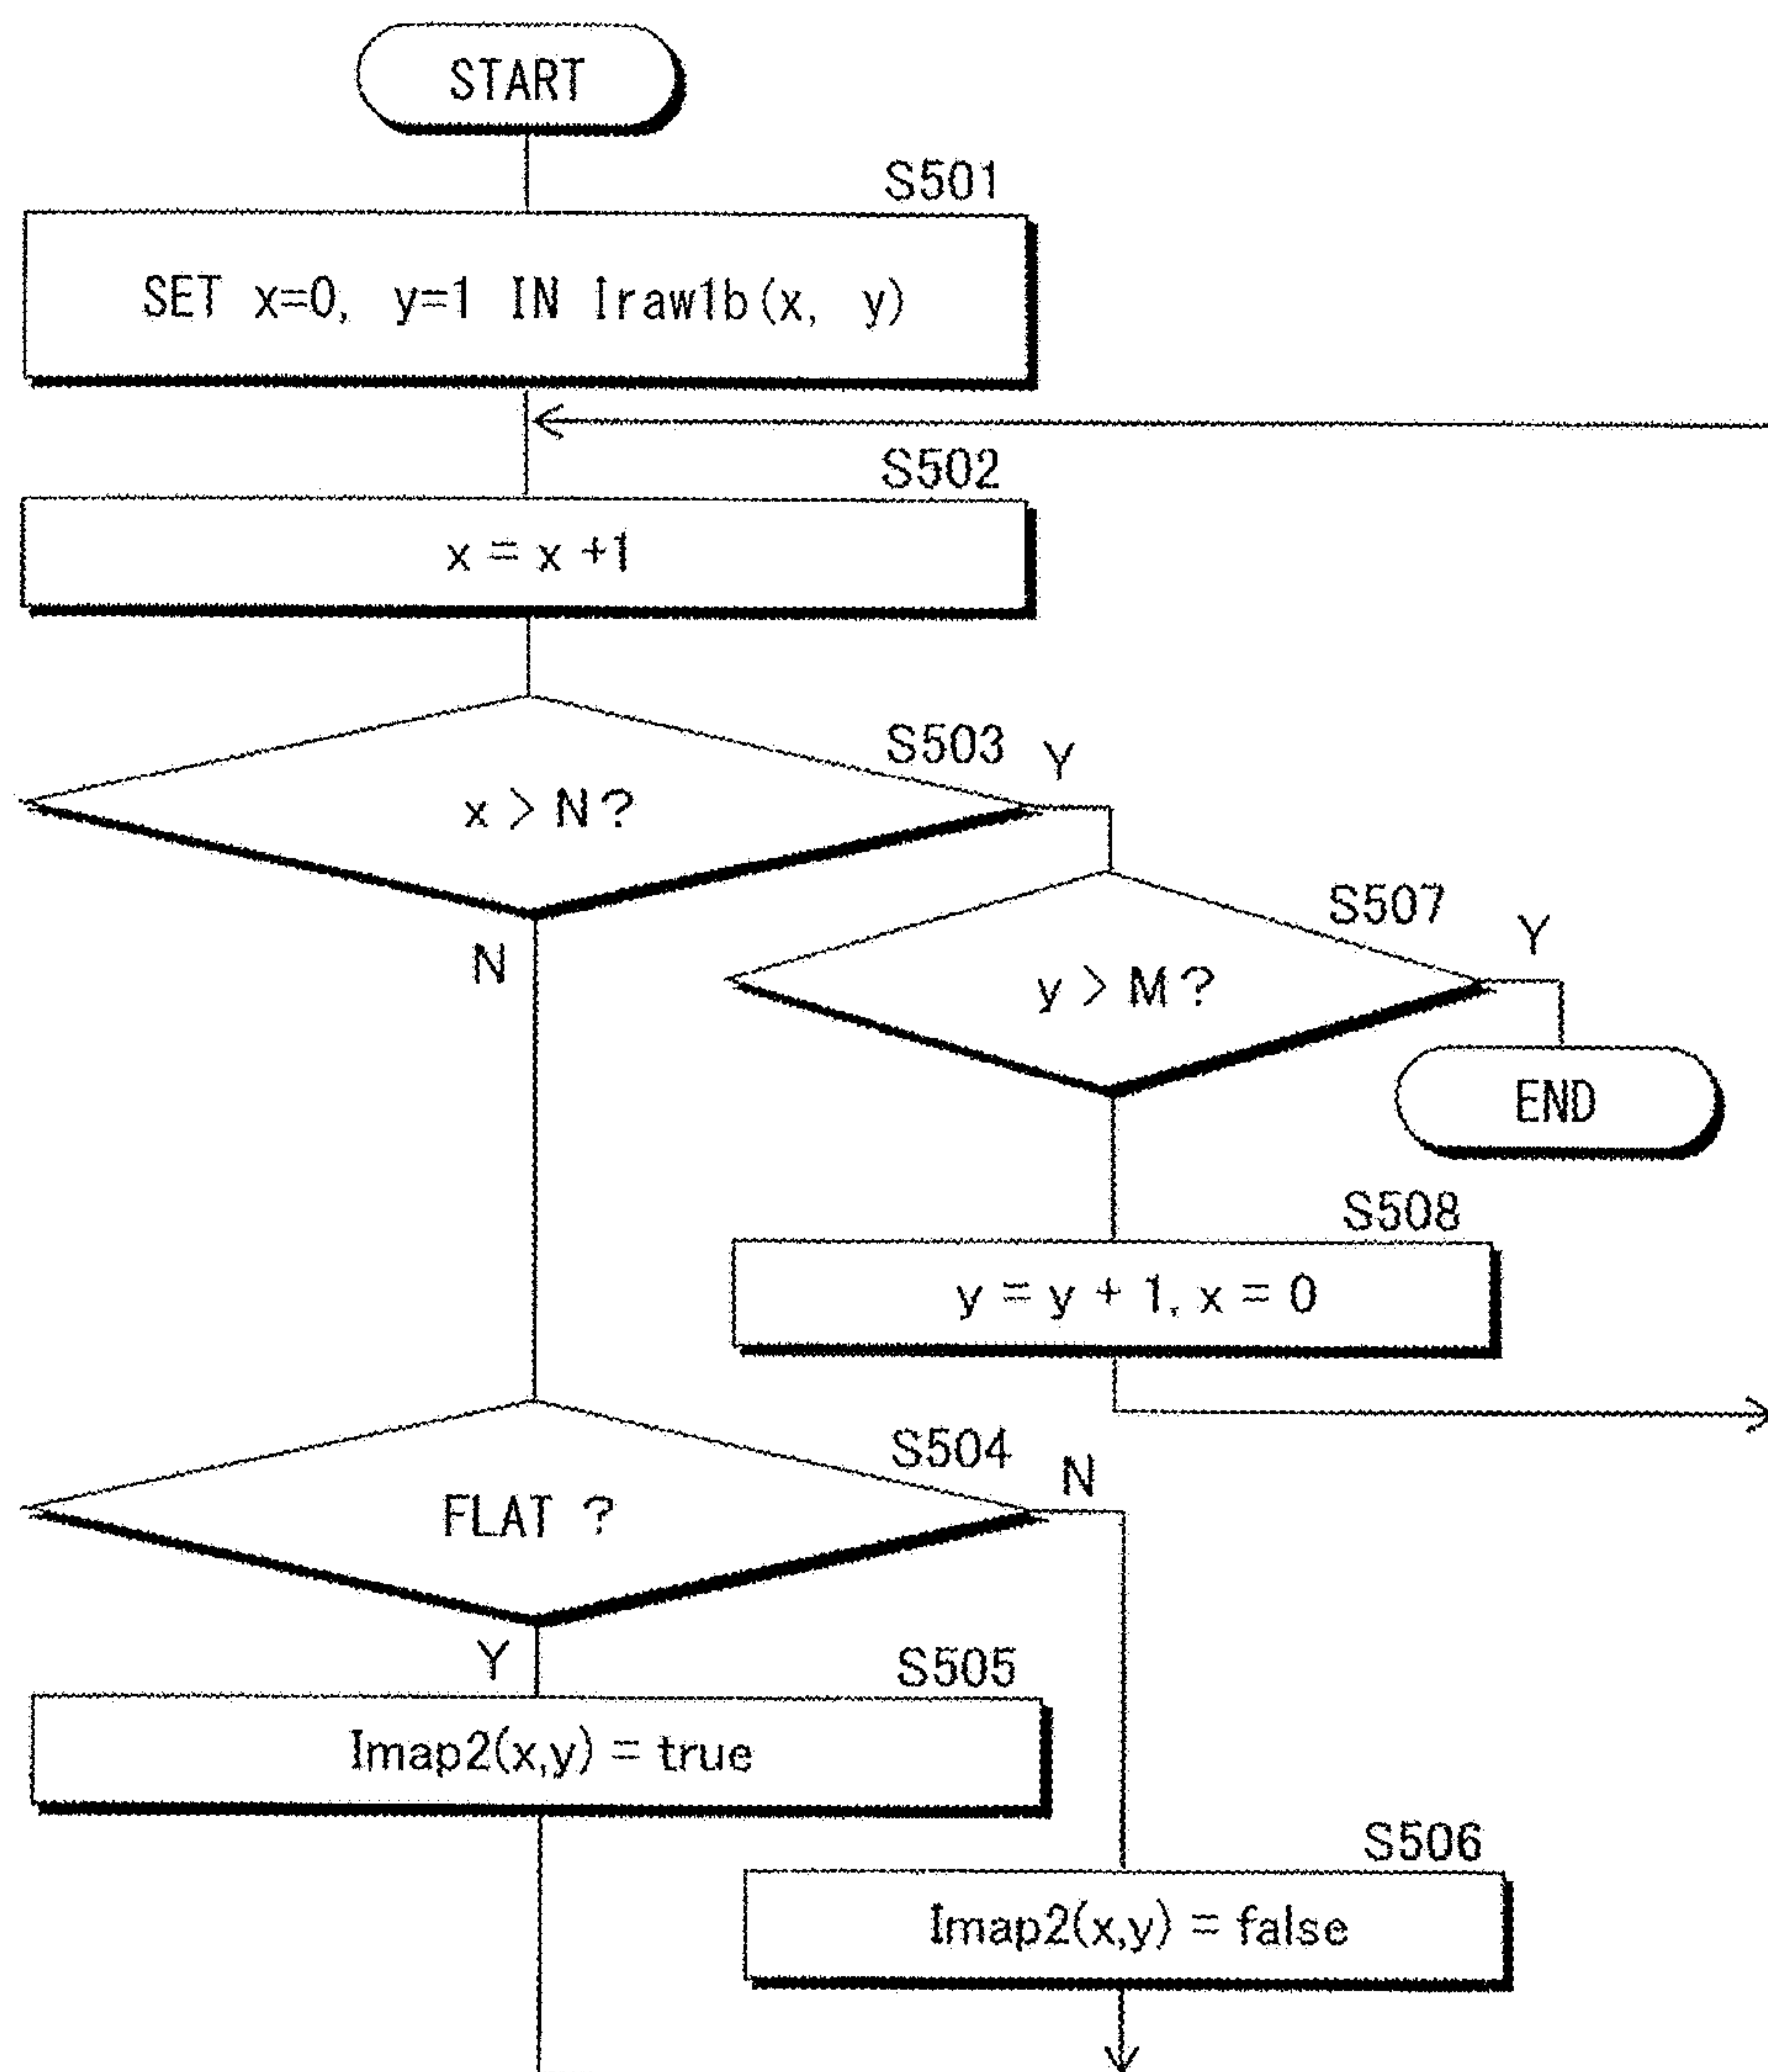 START
S501
SET x=0, y=1 IN Iraw1b(x, y)
S502
x = x +1
S503
Y
x > N ?
S507
Y
N
y > M ?
END
S508
y = y + 1, x = 0
S504
N
FLAT ?
Y
S505
Imap2(x,y) = true
S506
Imap2(x,y) = false